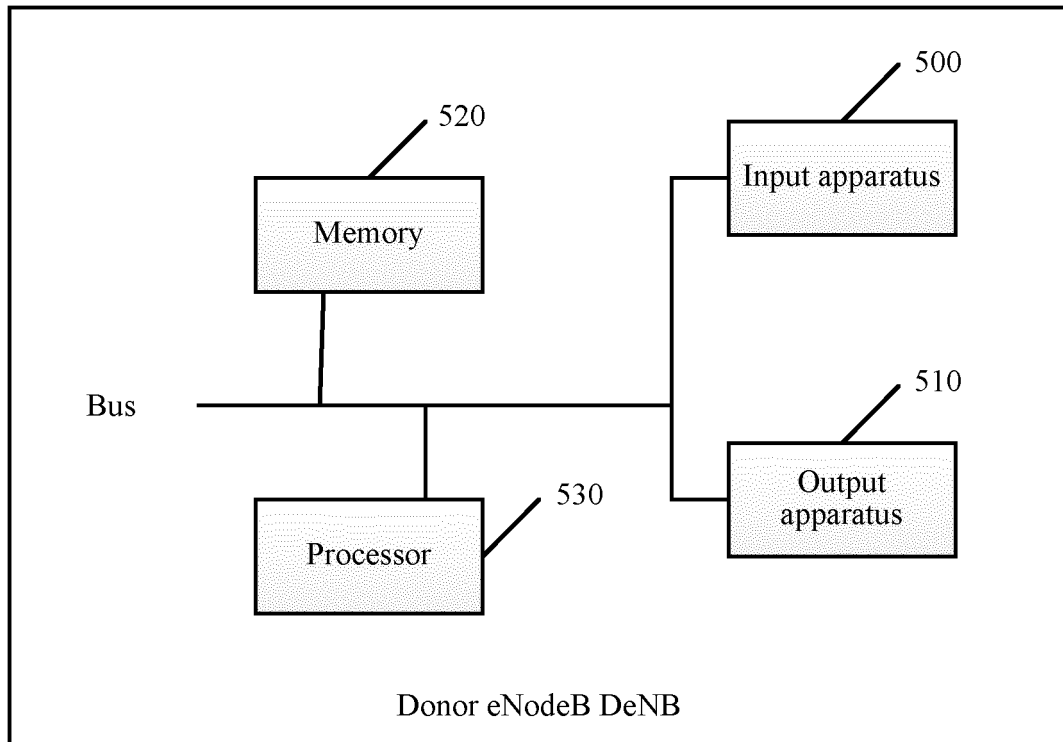 500
520
Input apparatus
Memory
510
Bus
Output
apparatus
530
Processor
Donor eNodeB DeNB